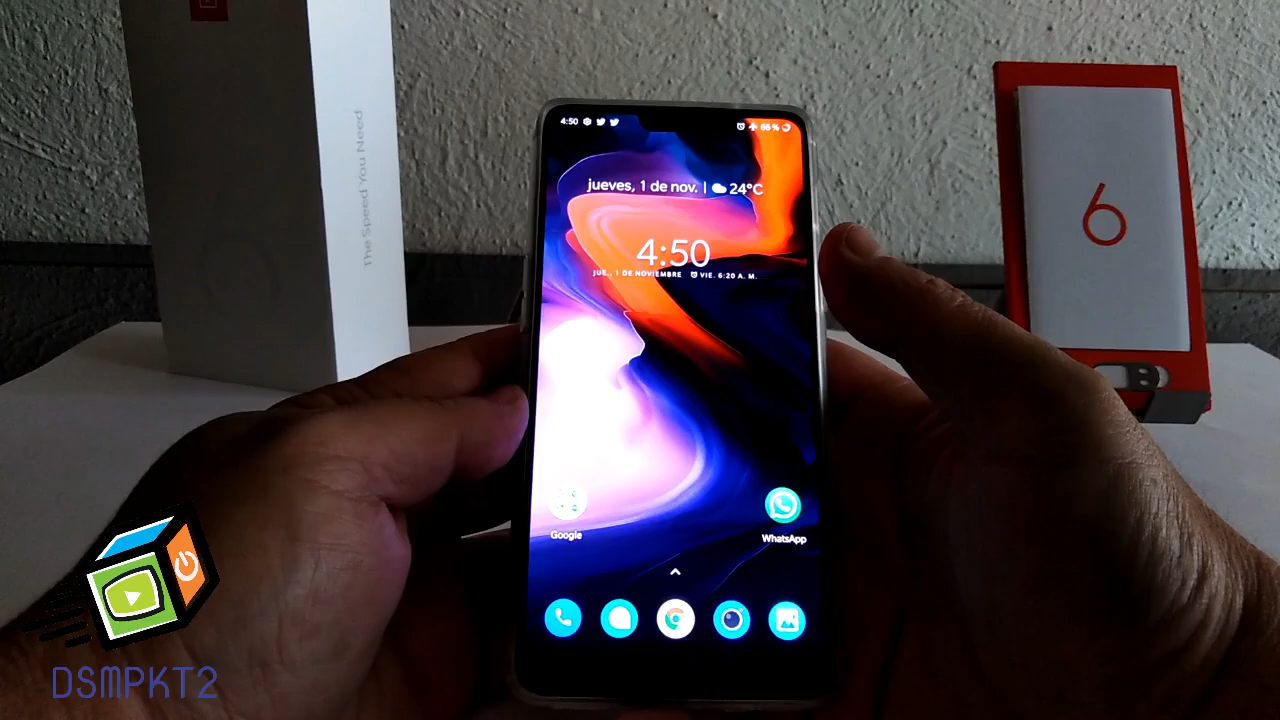 The Speed You Need
6
4:50
66 %
jueves, 1 de nov. | 24°C
4:50
JUE., 1 DE NOVIEMBRE VIE. 6:20 A. M.
Google
WhatsApp
DSMPKT2